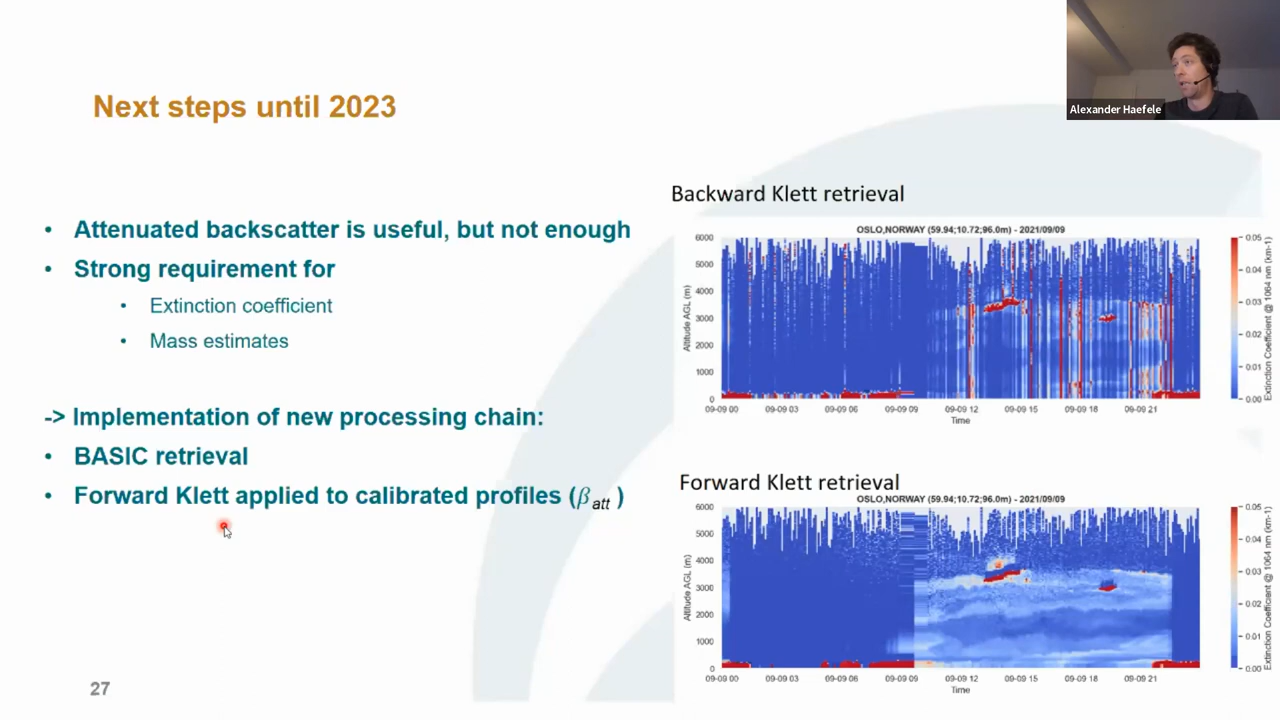 Alexander Haefele
Next steps until 2023
• Attenuated backscatter is useful, but not enough
• Strong requirement for
• Extinction coefficient
• Mass estimates
-> Implementation of new processing chain:
• BASIC retrieval
• Forward Klett applied to calibrated profiles (β att )
27
Backward Klett retrieval
OSLO,NORWAY (59.94;10.72;96.0m) - 2021/09/09
Altitude AGL (m)
6000
5000
4000
3000
2000
1000
0
09-09 00 09-09 03 09-09 06 09-09 09 09-09 12 09-09 15 09-09 18 09-09 21
Time
0.05
0.04
0.03
0.02
0.01
0.00
Extinction Coefficient @ 1064 nm (km-1)
Forward Klett retrieval
OSLO,NORWAY (59.94;10.72;96.0m) - 2021/09/09
Altitude AGL (m)
6000
5000
4000
3000
2000
1000
0
09-09 00 09-09 03 09-09 06 09-09 09 09-09 12 09-09 15 09-09 18 09-09 21
Time
0.05
0.04
0.03
0.02
0.01
0.00
Extinction Coefficient @ 1064 nm (km-1)